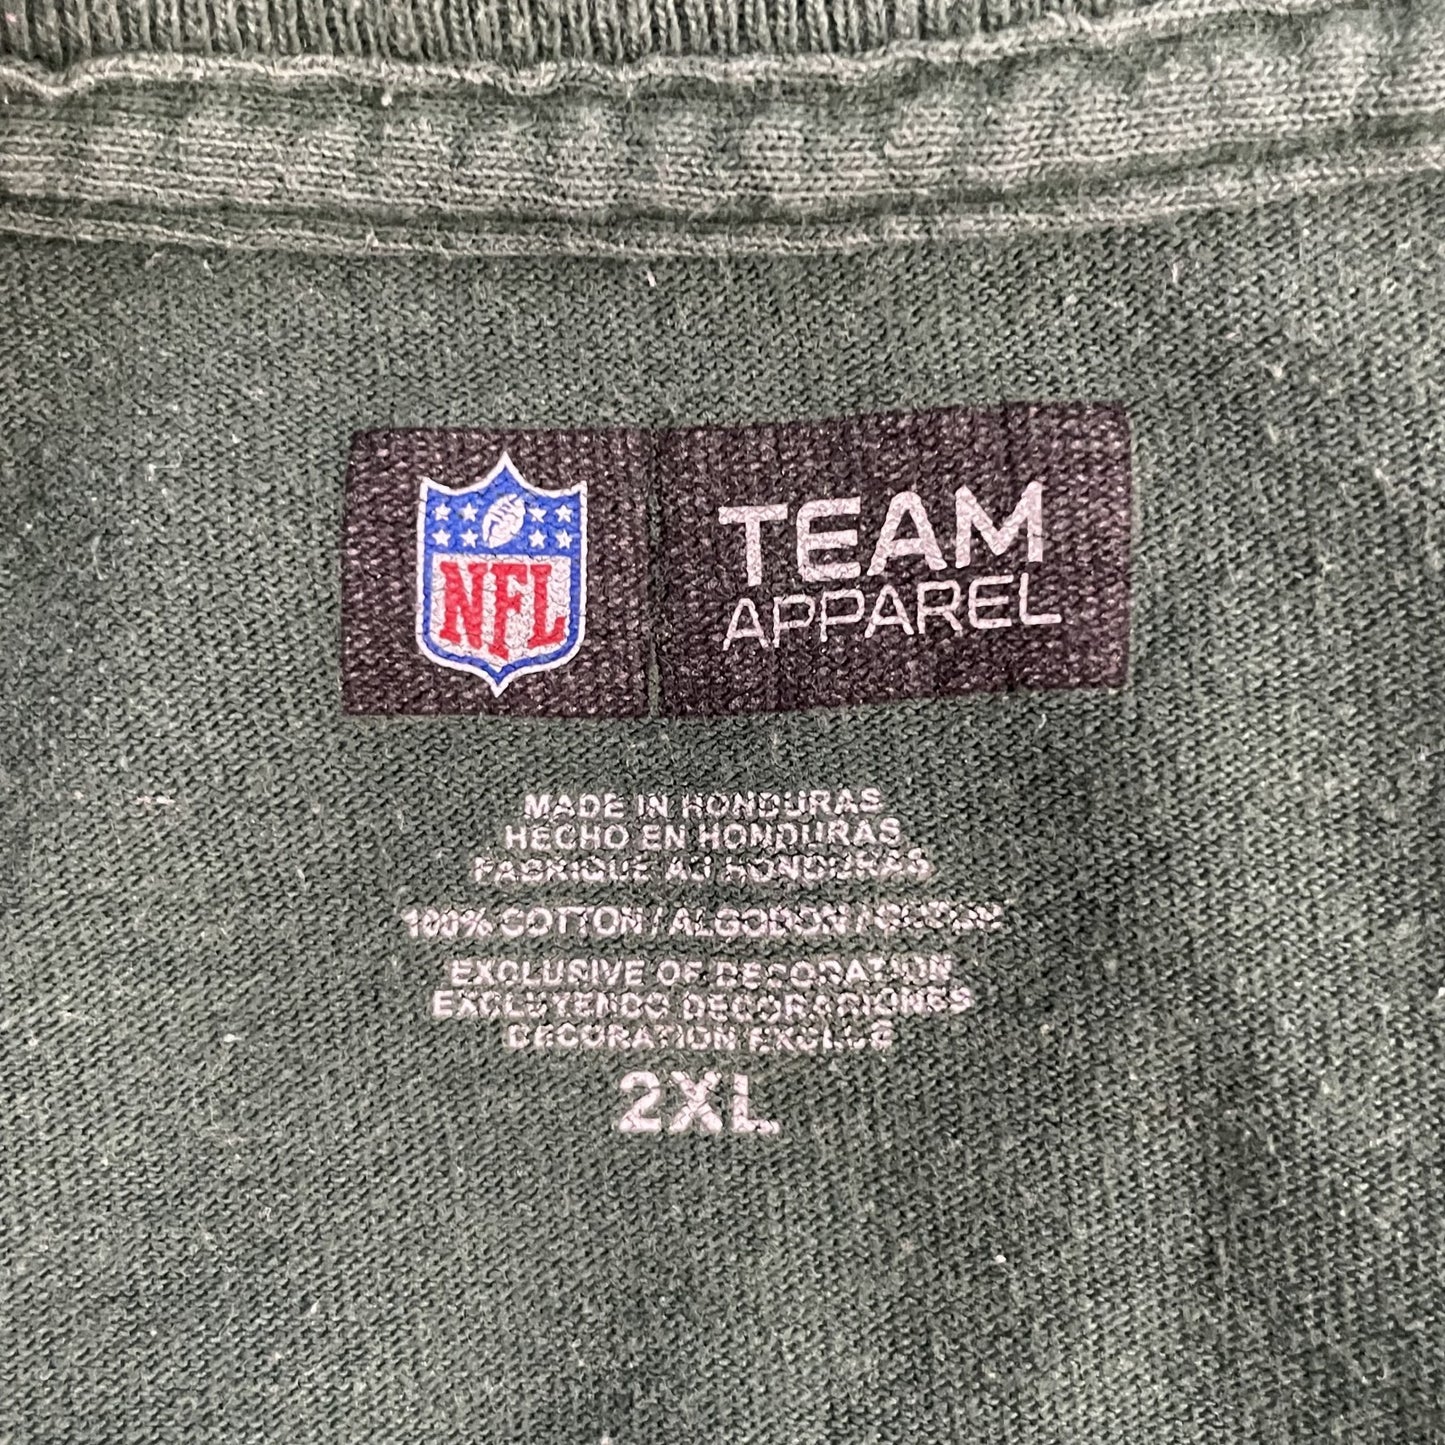 NFL
TEAM
APPAREL
MADE IN HONDURAS
HECHO EN HONDURAS
FABRIQUE AU HONDURAS
100% COTTON / ALGODON / COTON
EXCLUSIVE OF DECORATION
EXCLUYENDO DECORACIONES
DECORATION EXCLUE
2XL